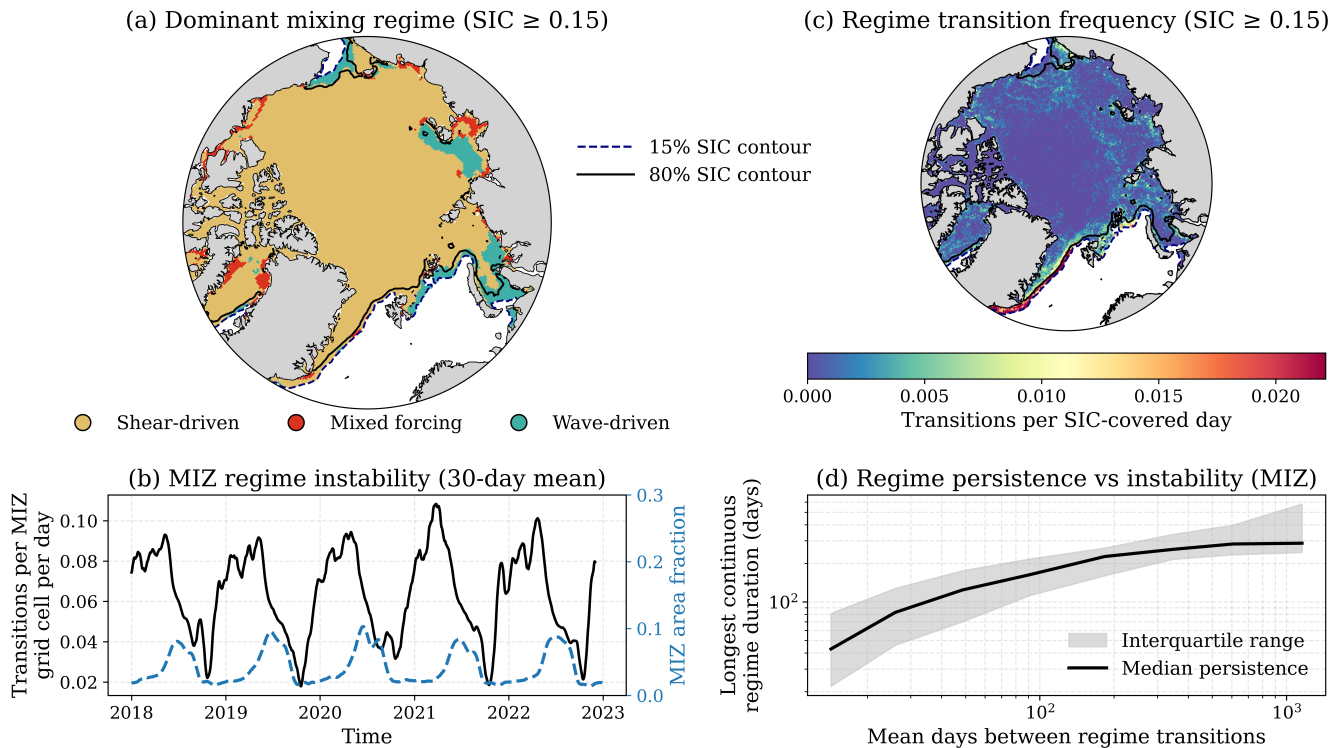 (a) Dominant mixing regime (SIC ≥ 0.15)
15% SIC contour
80% SIC contour
Shear-driven
Mixed forcing
Wave-driven
(c) Regime transition frequency (SIC ≥ 0.15)
0.000
0.005
0.010
0.015
0.020
Transitions per SIC-covered day
(b) MIZ regime instability (30-day mean)
Transitions per MIZ
grid cell per day
0.10
0.08
0.06
0.04
0.02
0.3
0.2
0.1
0.0
MIZ area fraction
2018
2019
2020
2021
2022
2023
Time
(d) Regime persistence vs instability (MIZ)
Longest continuous
regime duration (days)
10²
Interquartile range
Median persistence
10²
10³
Mean days between regime transitions